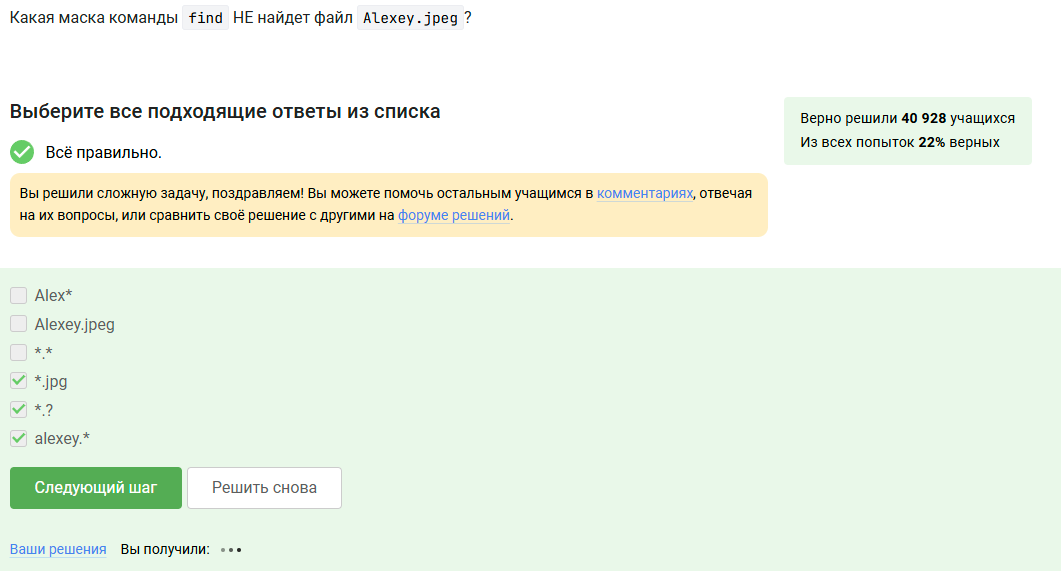 Какая маска команды find НЕ найдет файл Alexey.jpeg?
Выберите все подходящие ответы из списка
Верно решили 40 928 учащихся
Из всех попыток 22% верных
Всё правильно.
Вы решили сложную задачу, поздравляем! Вы можете помочь остальным учащимся в комментариях, отвечая
на их вопросы, или сравнить своё решение с другими на форуме решений.
Alex*
Alexey.jpeg
*.*
*.jpg
*.?
alexey.*
Следующий шаг
Решить снова
Ваши решения Вы получили: